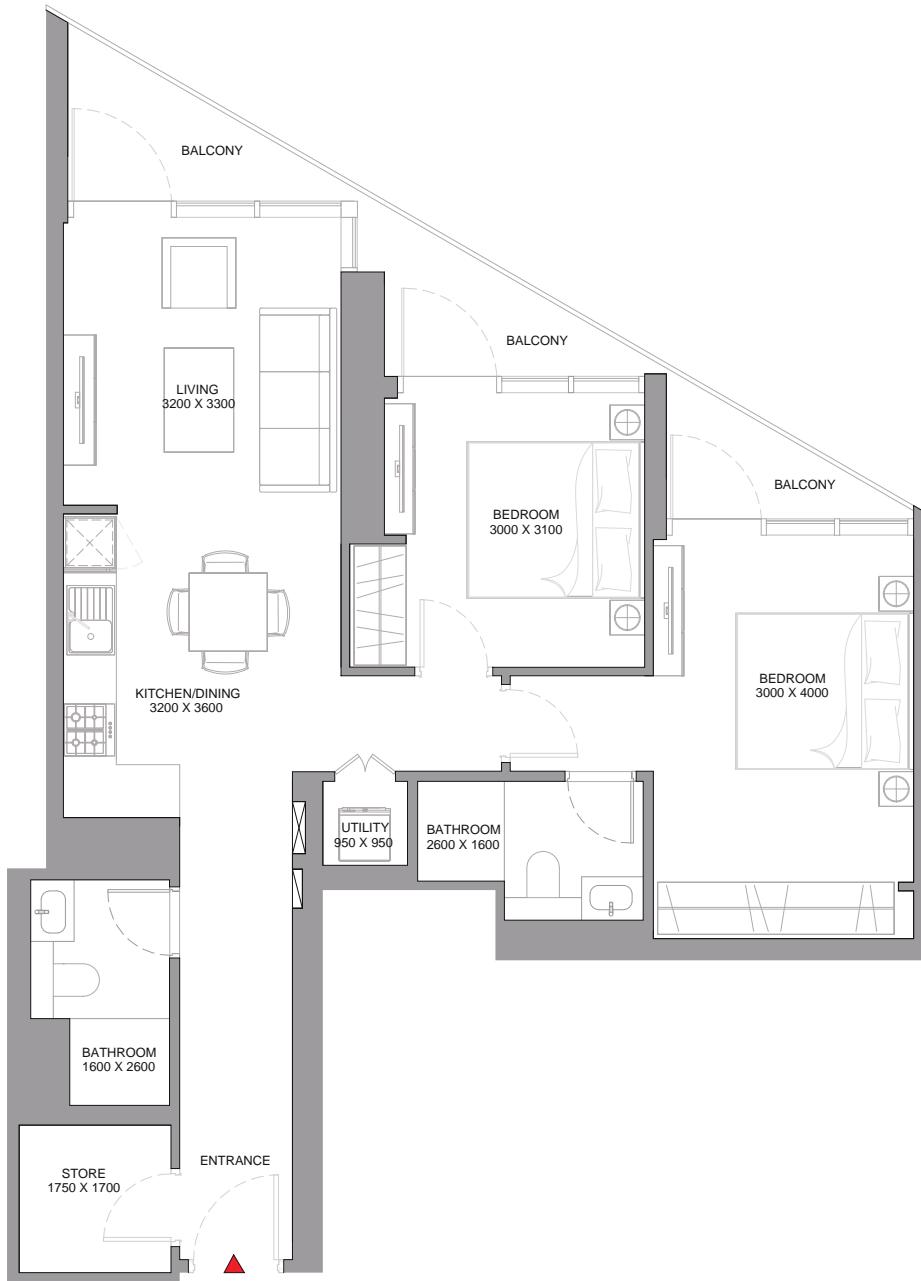 BALCONY
BALCONY
LIVING
3200 X 3300
BALCONY
BEDROOM
3000 X 3100
BEDROOM
3000 X 4000
KITCHEN/DINING
3200 X 3600
UTILITY
950 X 950
BATHROOM
2600 X 1600
BATHROOM
1600 X 2600
ENTRANCE
STORE
1750 X 1700